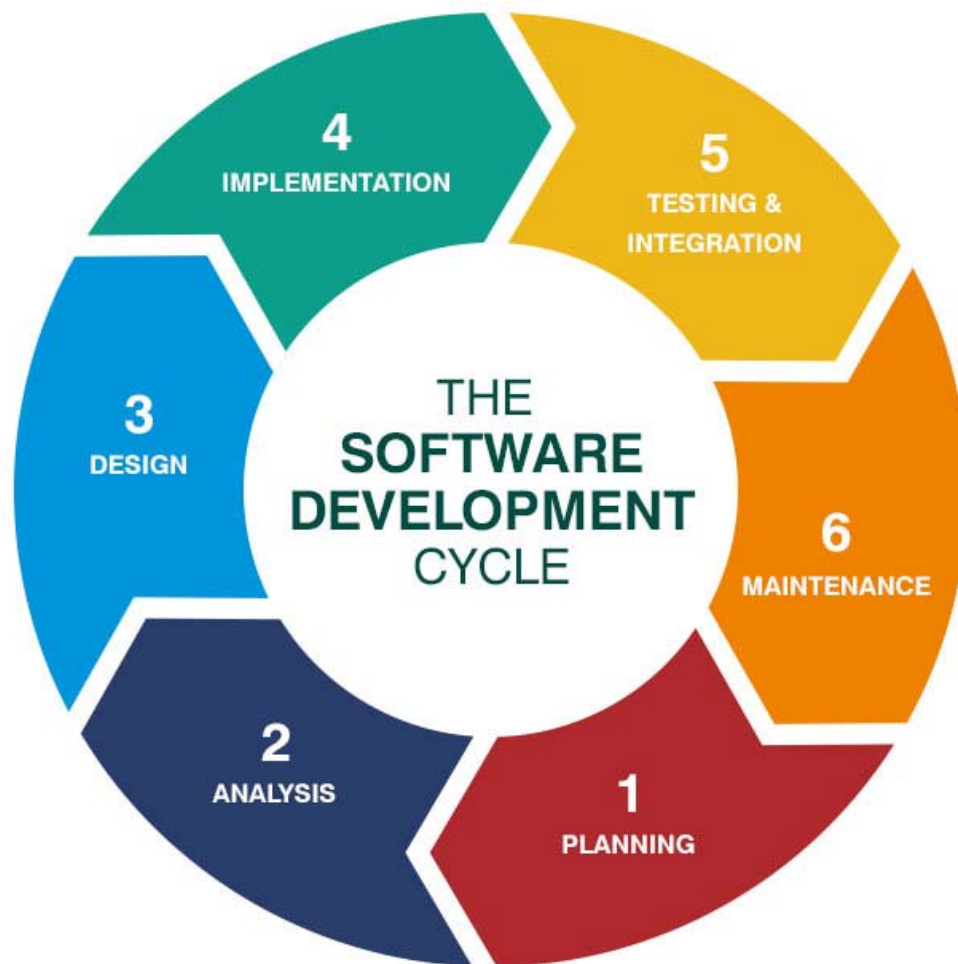 THE
SOFTWARE
DEVELOPMENT
CYCLE
1
PLANNING
2
ANALYSIS
3
DESIGN
4
IMPLEMENTATION
5
TESTING &
INTEGRATION
6
MAINTENANCE